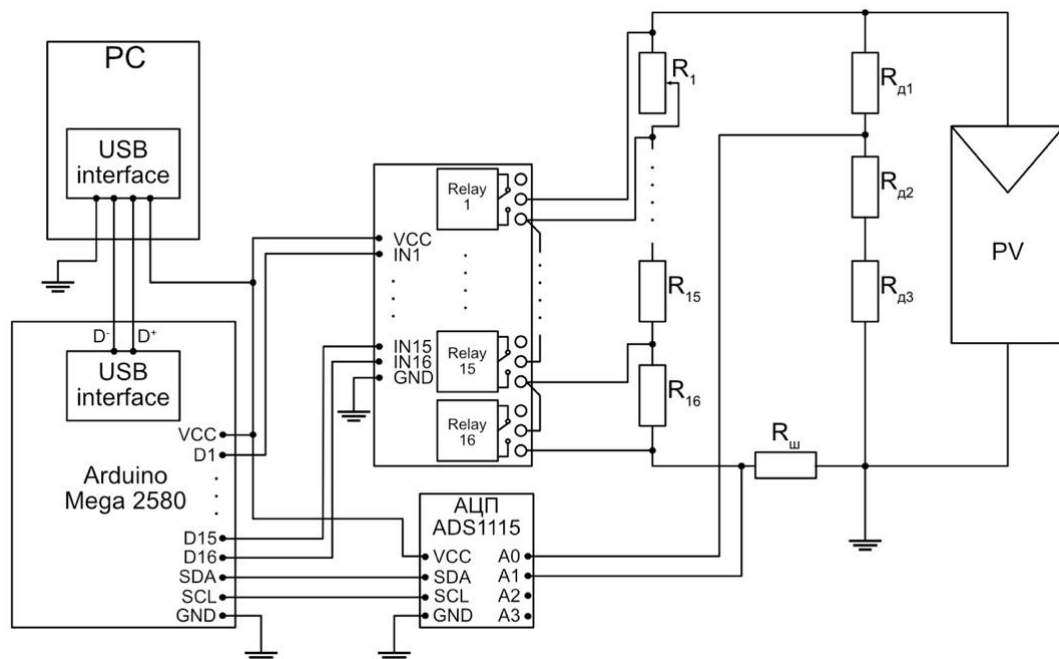 PC
USB
interface
D-
D+
USB
interface
Arduino
Mega 2580
VCC
D1
D15
D16
SDA
SCL
GND
VCC
IN1
IN15
IN16
GND
Relay
1
Relay
15
Relay
16
АЦП
ADS1115
VCC
SDA
SCL
GND
A0
A1
A2
A3
R1
R15
R16
Rш
Rд1
Rд2
Rд3
PV